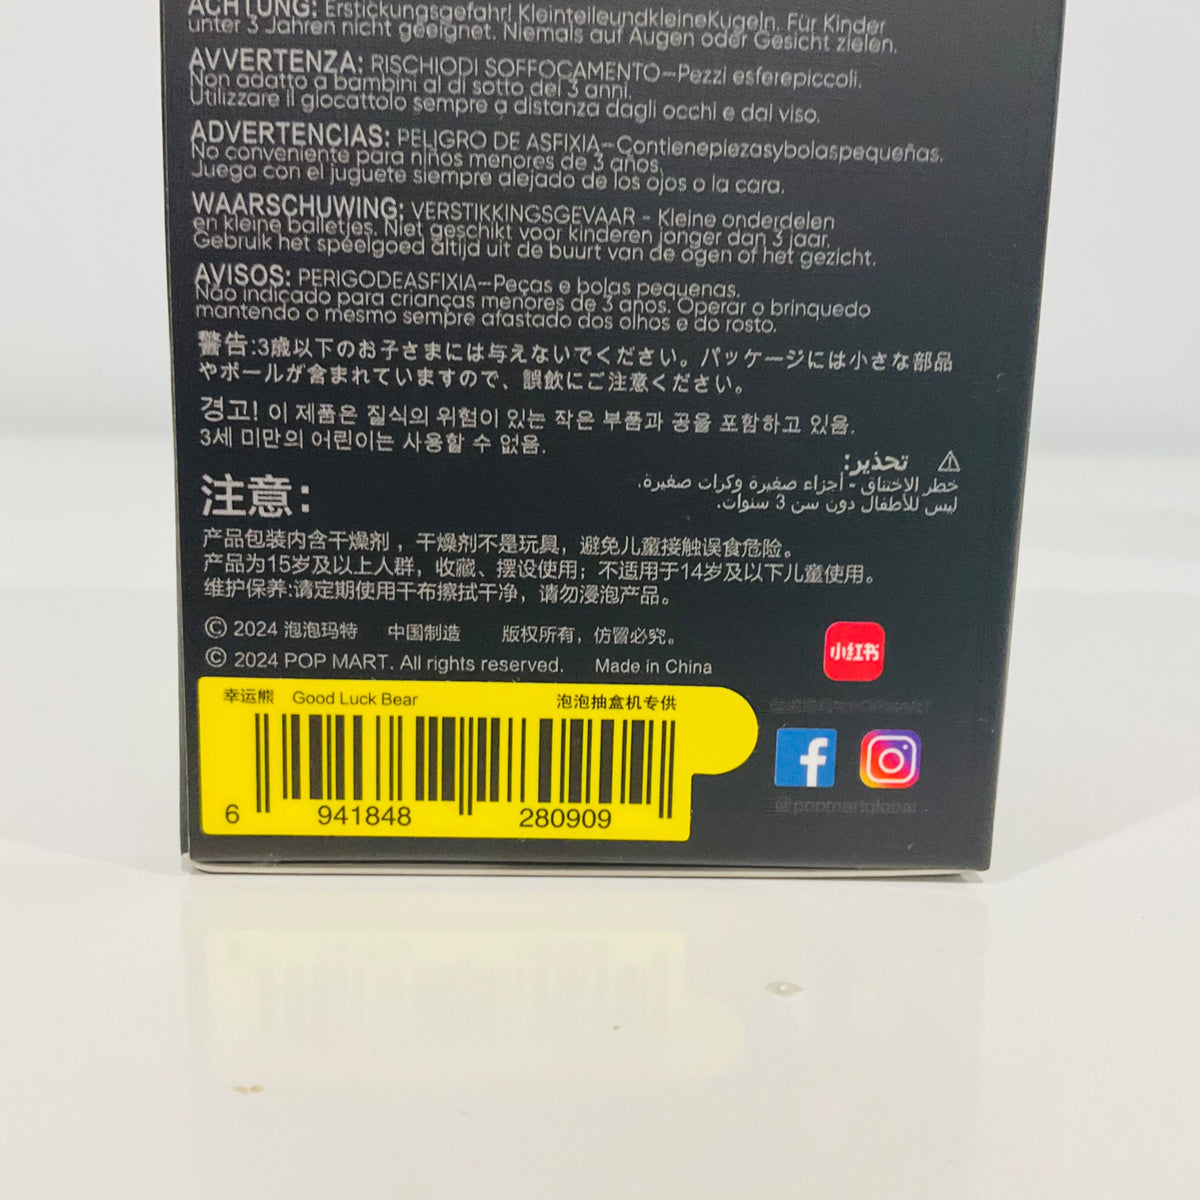 ACHTUNG: Erstickungsgefahr! KleinteileundkleineKugeln. Für Kinder
unter 3 Jahren nicht geeignet. Niemals auf Augen oder Gesicht zielen.
AVVERTENZA: RISCHIODI SOFFOCAMENTO–Pezzi esferepiccoli.
Non adatto a bambini al di sotto dei 3 anni.
Utilizzare il giocattolo sempre a distanza dagli occhi e dal viso.
ADVERTENCIAS: PELIGRO DE ASFIXIA–Contienepiezasybolaspequeñas.
No conveniente para niños menores de 3 años.
Juega con el juguete siempre alejado de los ojos o la cara.
WAARSCHUWING: VERSTIKKINGSGEVAAR - Kleine onderdelen
en kleine balletjes. Niet geschikt voor kinderen jonger dan 3 jaar.
Gebruik het speelgoed altijd uit de buurt van de ogen of het gezicht.
AVISOS: PERIGODEASFIXIA–Peças e bolas pequenas.
Não indicado para crianças menores de 3 anos. Operar o brinquedo
mantendo o mesmo sempre afastado dos olhos e do rosto.
警告:3歳以下のお子さまには与えないでください。パッケージには小さな部品
やボールが含まれていますので、誤飲にご注意ください。
경고! 이 제품은 질식의 위험이 있는 작은 부품과 공을 포함하고 있음.
3세 미만의 어린이는 사용할 수 없음.
⚠ تحذير:
خطر الاختناق - أجزاء صغيرة وكرات صغيرة.
ليس للأطفال دون سن 3 سنوات.
注意:
产品包装内含干燥剂，干燥剂不是玩具，避免儿童接触误食危险。
产品为15岁及以上人群，收藏、摆设使用；不适用于14岁及以下儿童使用。
维护保养:请定期使用干布擦拭干净，请勿浸泡产品。
© 2024 泡泡玛特 中国制造 版权所有，仿冒必究。
© 2024 POP MART. All rights reserved. Made in China
小红书
@泡泡玛特POPMART
幸运熊 Good Luck Bear 泡泡抽盒机专供
6 941848 280909
@popmartglobal